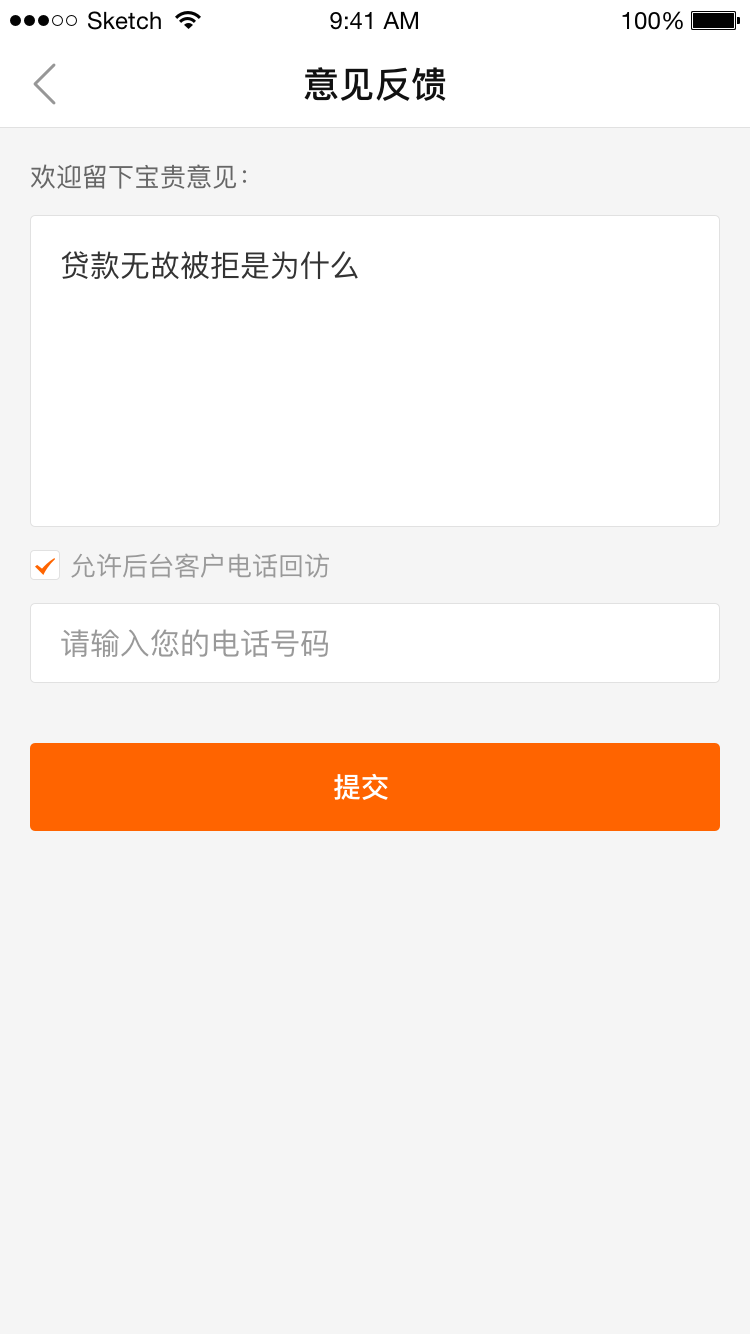 Sketch 9:41 AM 100%
意见反馈
欢迎留下宝贵意见：
贷款无故被拒是为什么
允许后台客户电话回访
请输入您的电话号码
提交